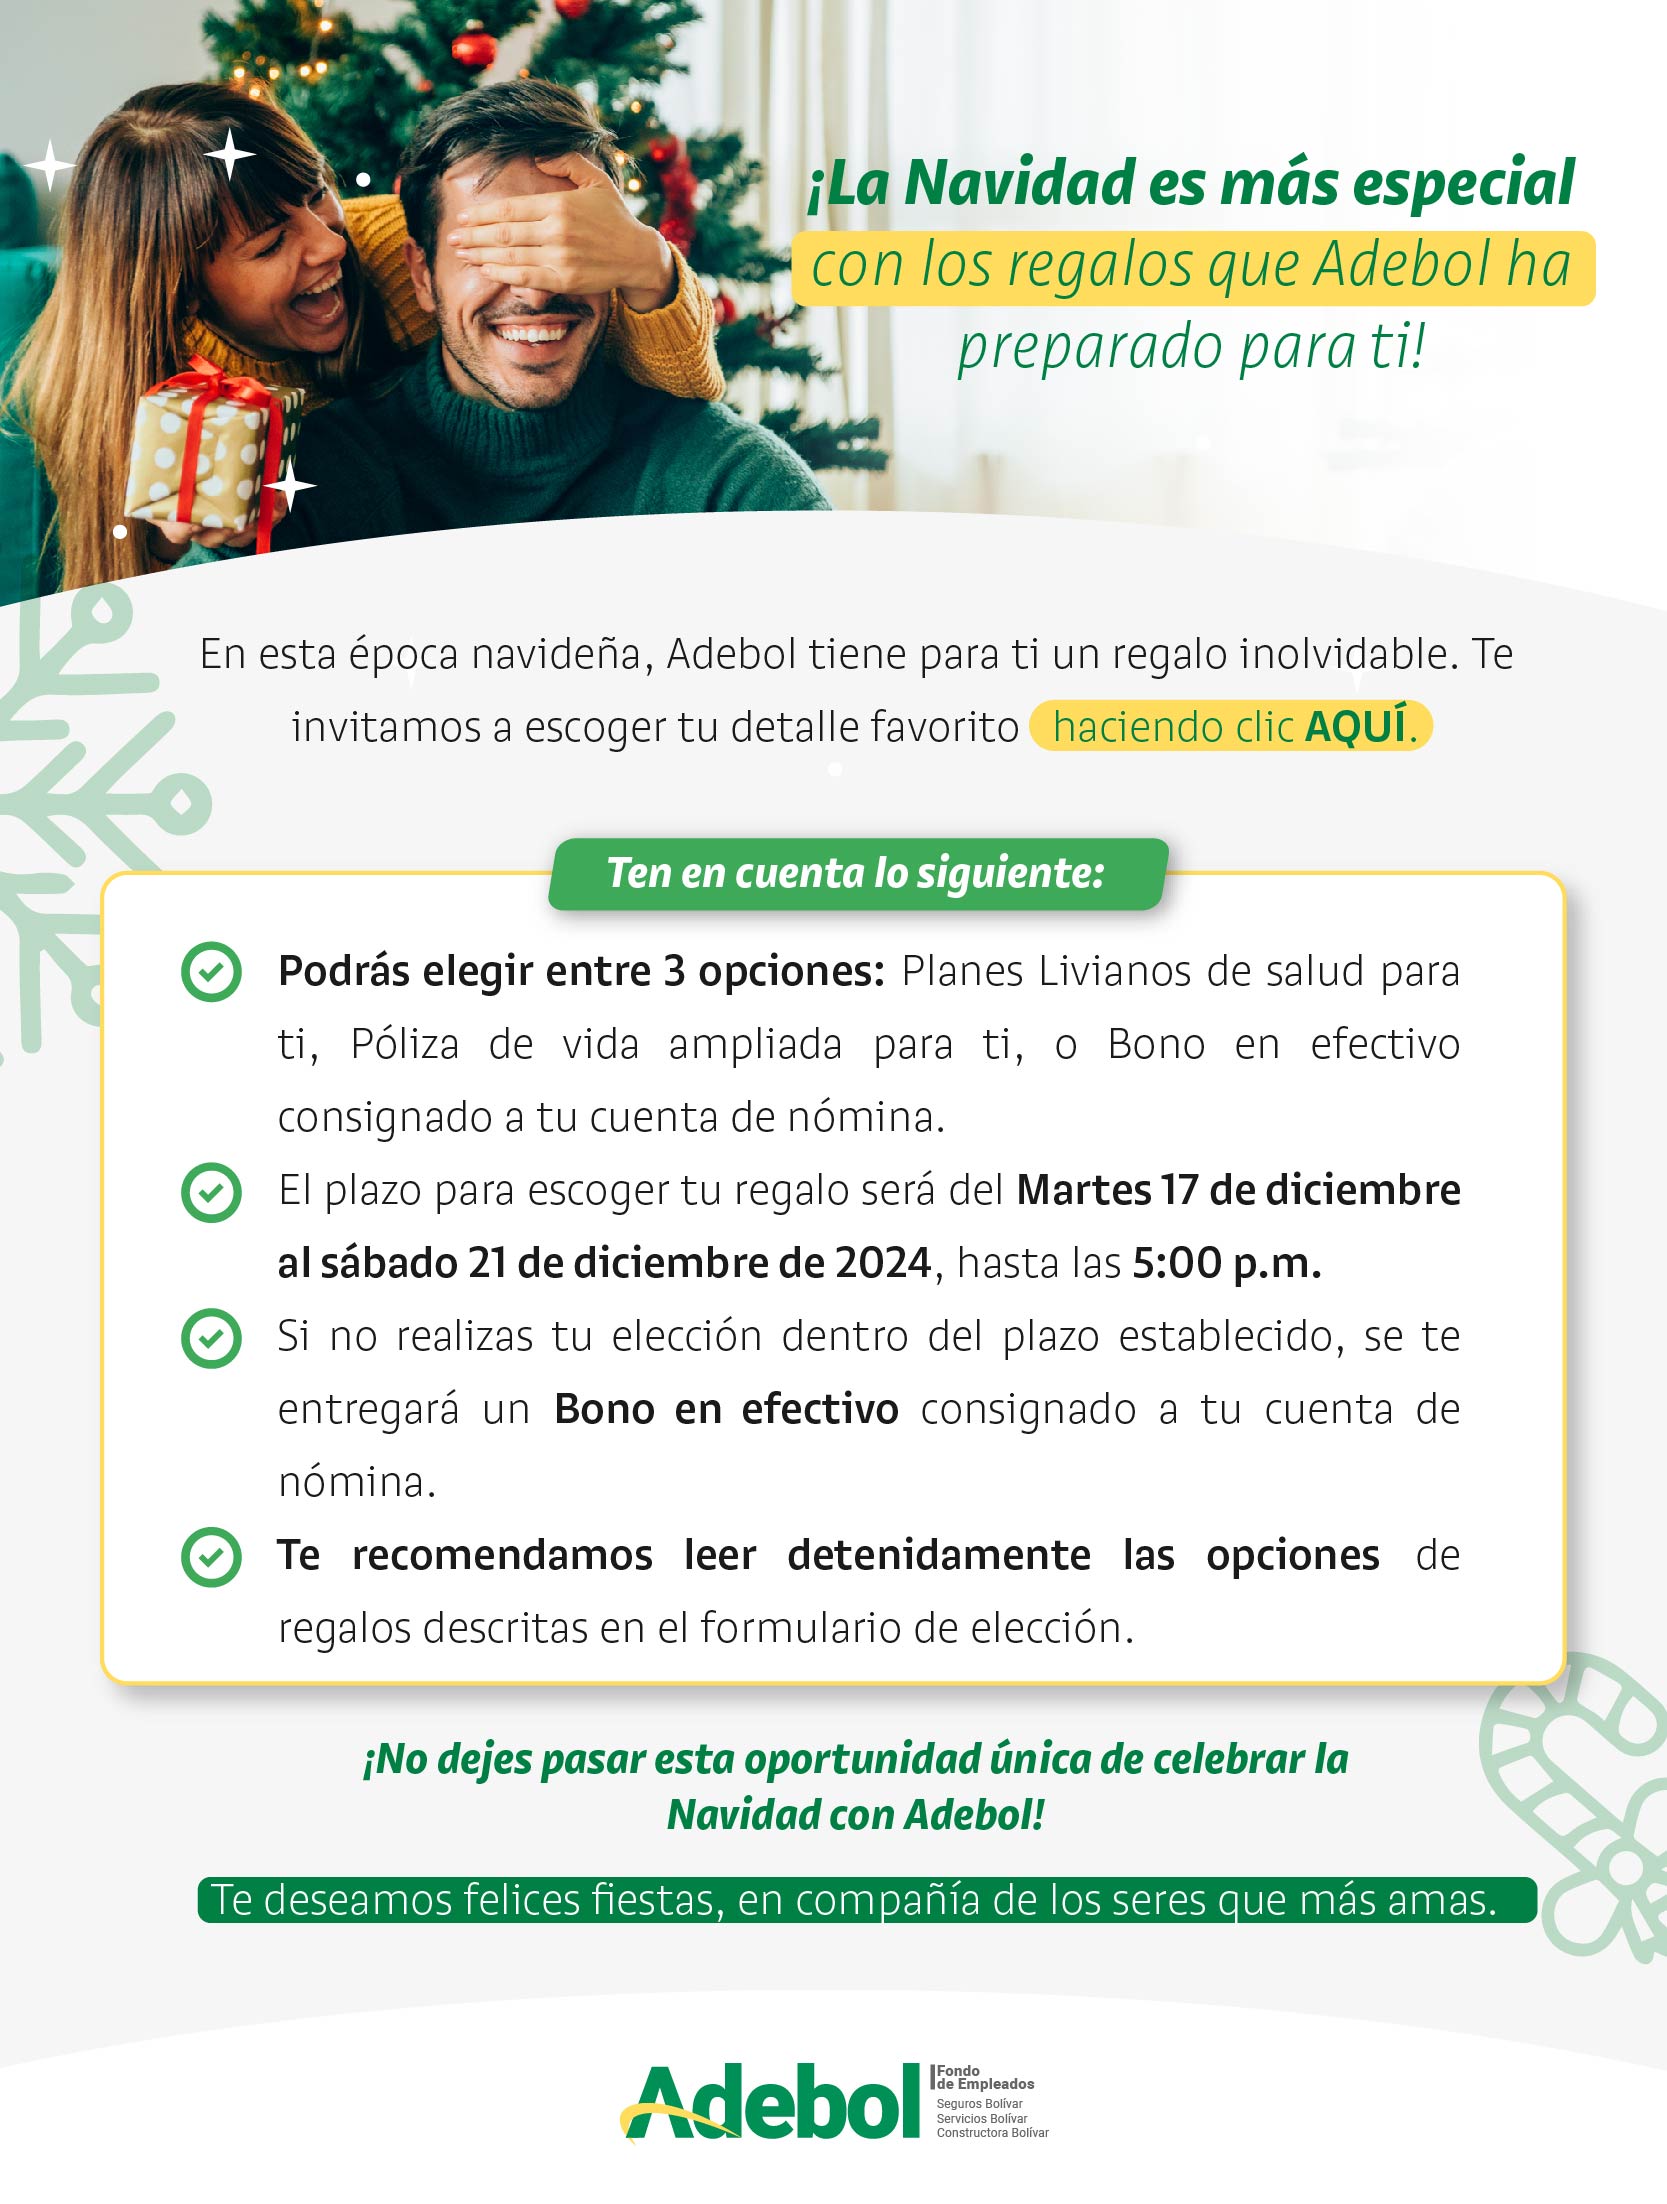 ¡La Navidad es más especial
con los regalos que Adebol ha
preparado para ti!
En esta época navideña, Adebol tiene para ti un regalo inolvidable. Te
invitamos a escoger tu detalle favorito haciendo clic AQUÍ.
Ten en cuenta lo siguiente:
Podrás elegir entre 3 opciones: Planes Livianos de salud para
ti, Póliza de vida ampliada para ti, o Bono en efectivo
consignado a tu cuenta de nómina.
El plazo para escoger tu regalo será del Martes 17 de diciembre
al sábado 21 de diciembre de 2024, hasta las 5:00 p.m.
Si no realizas tu elección dentro del plazo establecido, se te
entregará un Bono en efectivo consignado a tu cuenta de
nómina.
Te recomendamos leer detenidamente las opciones de
regalos descritas en el formulario de elección.
¡No dejes pasar esta oportunidad única de celebrar la
Navidad con Adebol!
Te deseamos felices fiestas, en compañía de los seres que más amas.
Adebol
Fondo
de Empleados
Seguros Bolívar
Servicios Bolívar
Constructora Bolívar